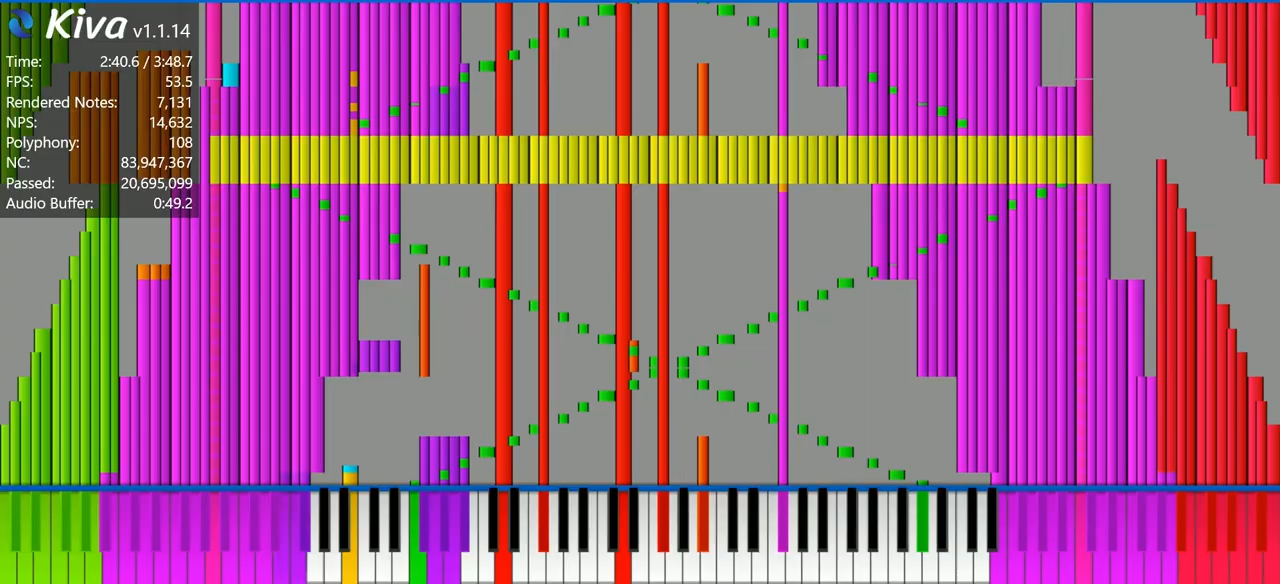 Kiva v1.1.14
Time: 2:40.6 / 3:48.7
FPS: 53.5
Rendered Notes: 7,131
NPS: 14,632
Polyphony: 108
NC: 83,947,367
Passed: 20,695,099
Audio Buffer: 0:49.2